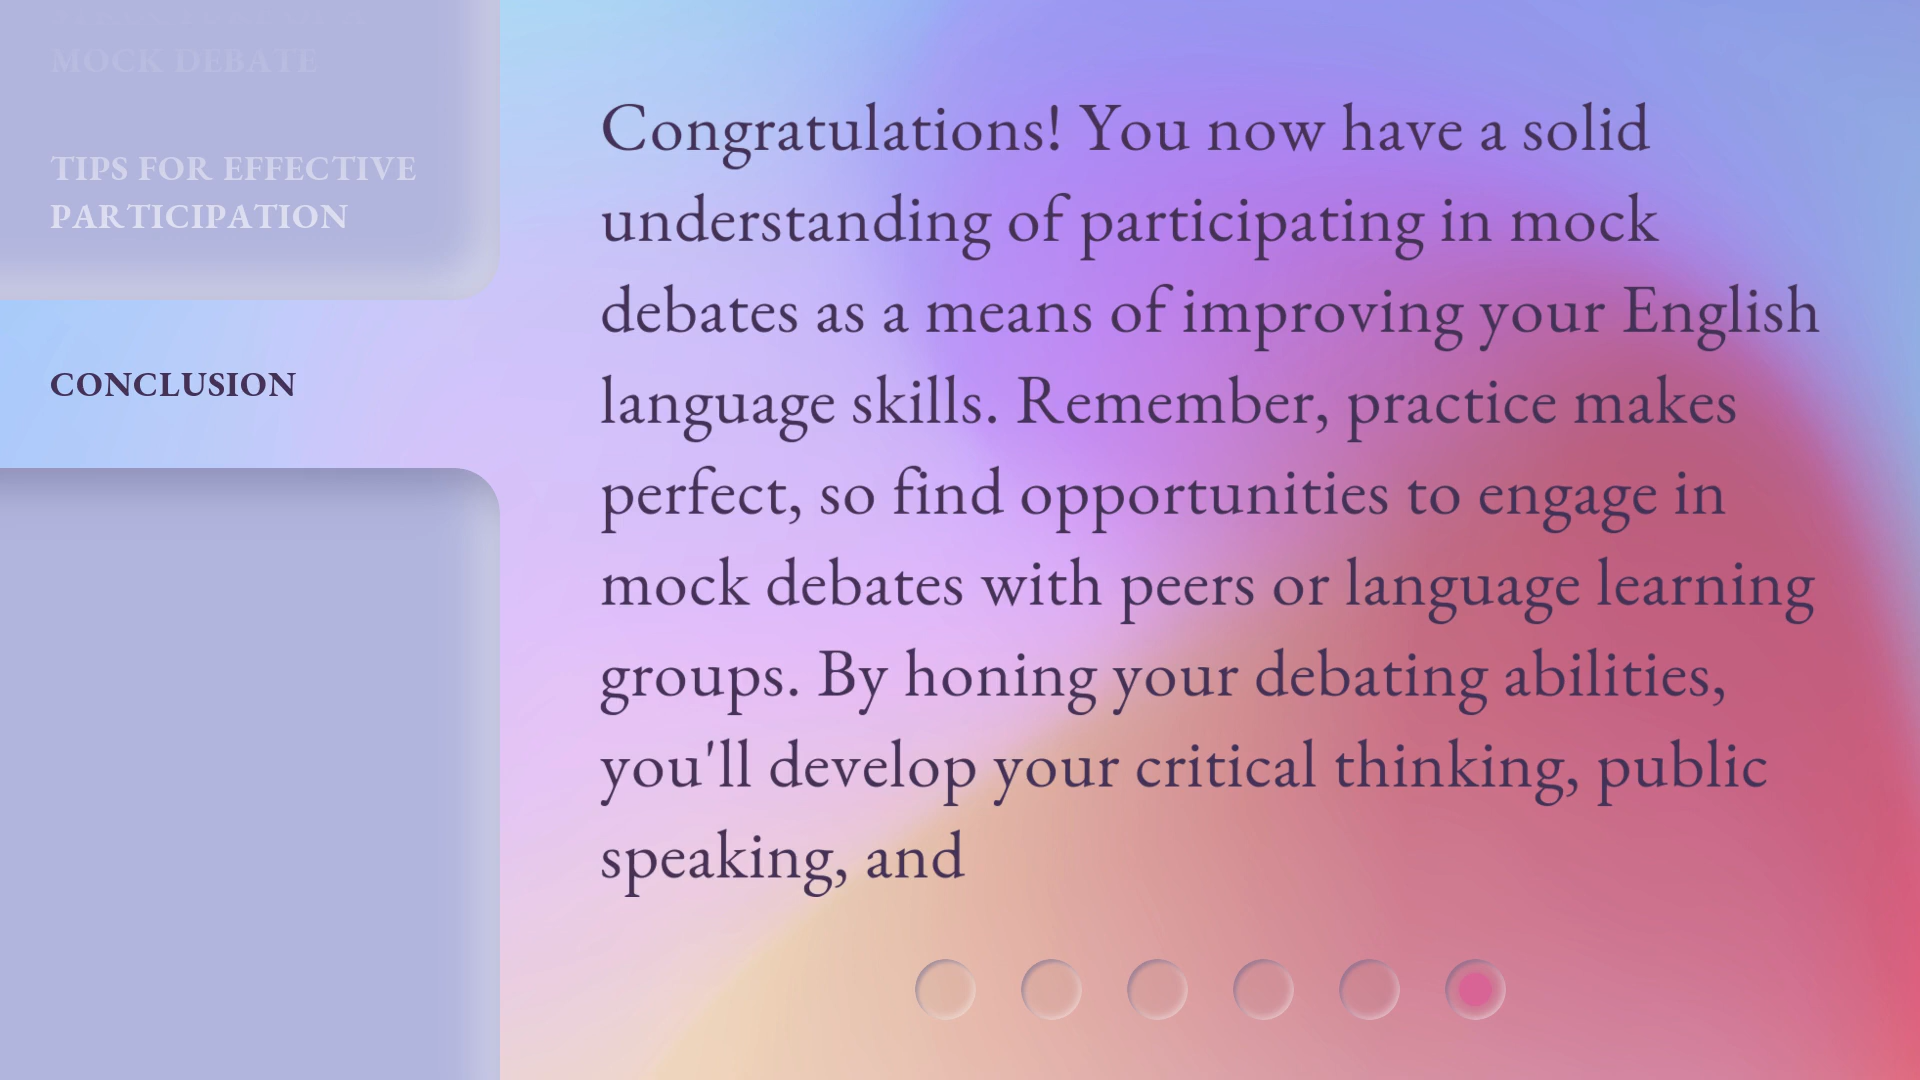 MOCK DEBATE
TIPS FOR EFFECTIVE
PARTICIPATION
CONCLUSION
Congratulations! You now have a solid
understanding of participating in mock
debates as a means of improving your English
language skills. Remember, practice makes
perfect, so find opportunities to engage in
mock debates with peers or language learning
groups. By honing your debating abilities,
you'll develop your critical thinking, public
speaking, and